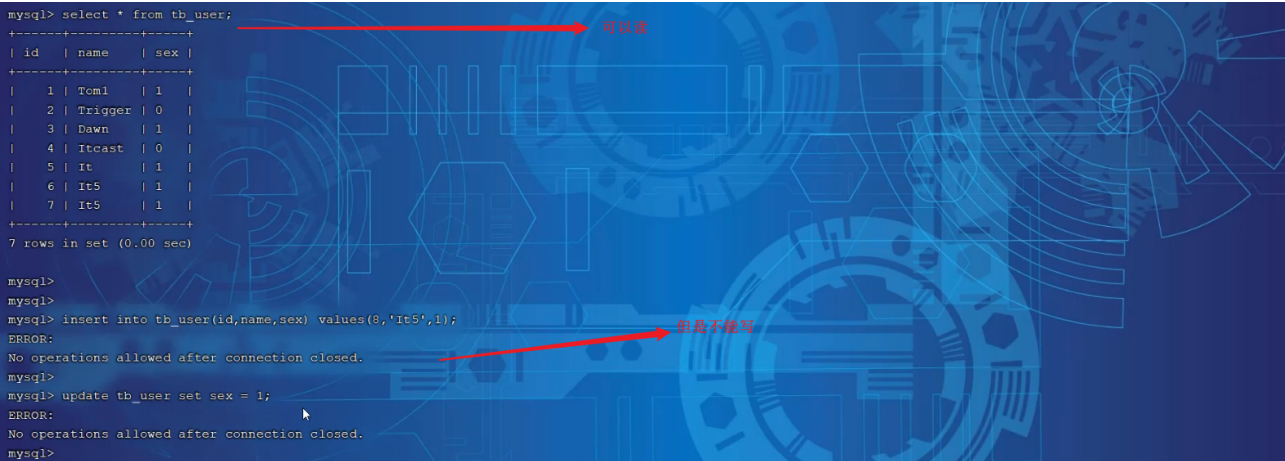 mysql> select * from tb_user;
可以读
+------+---------+-----+
| id   | name    | sex |
+------+---------+-----+
|    1 | Tom1    | 1   |
|    2 | Trigger | 0   |
|    3 | Dawn    | 1   |
|    4 | Itcast  | 0   |
|    5 | It      | 1   |
|    6 | It5     | 1   |
|    7 | It5     | 1   |
+------+---------+-----+
7 rows in set (0.00 sec)
mysql>
mysql>
mysql> insert into tb_user(id,name,sex) values(8,'It5',1);
但是不能写
ERROR:
No operations allowed after connection closed.
mysql>
mysql> update tb_user set sex = 1;
ERROR:
No operations allowed after connection closed.
mysql>